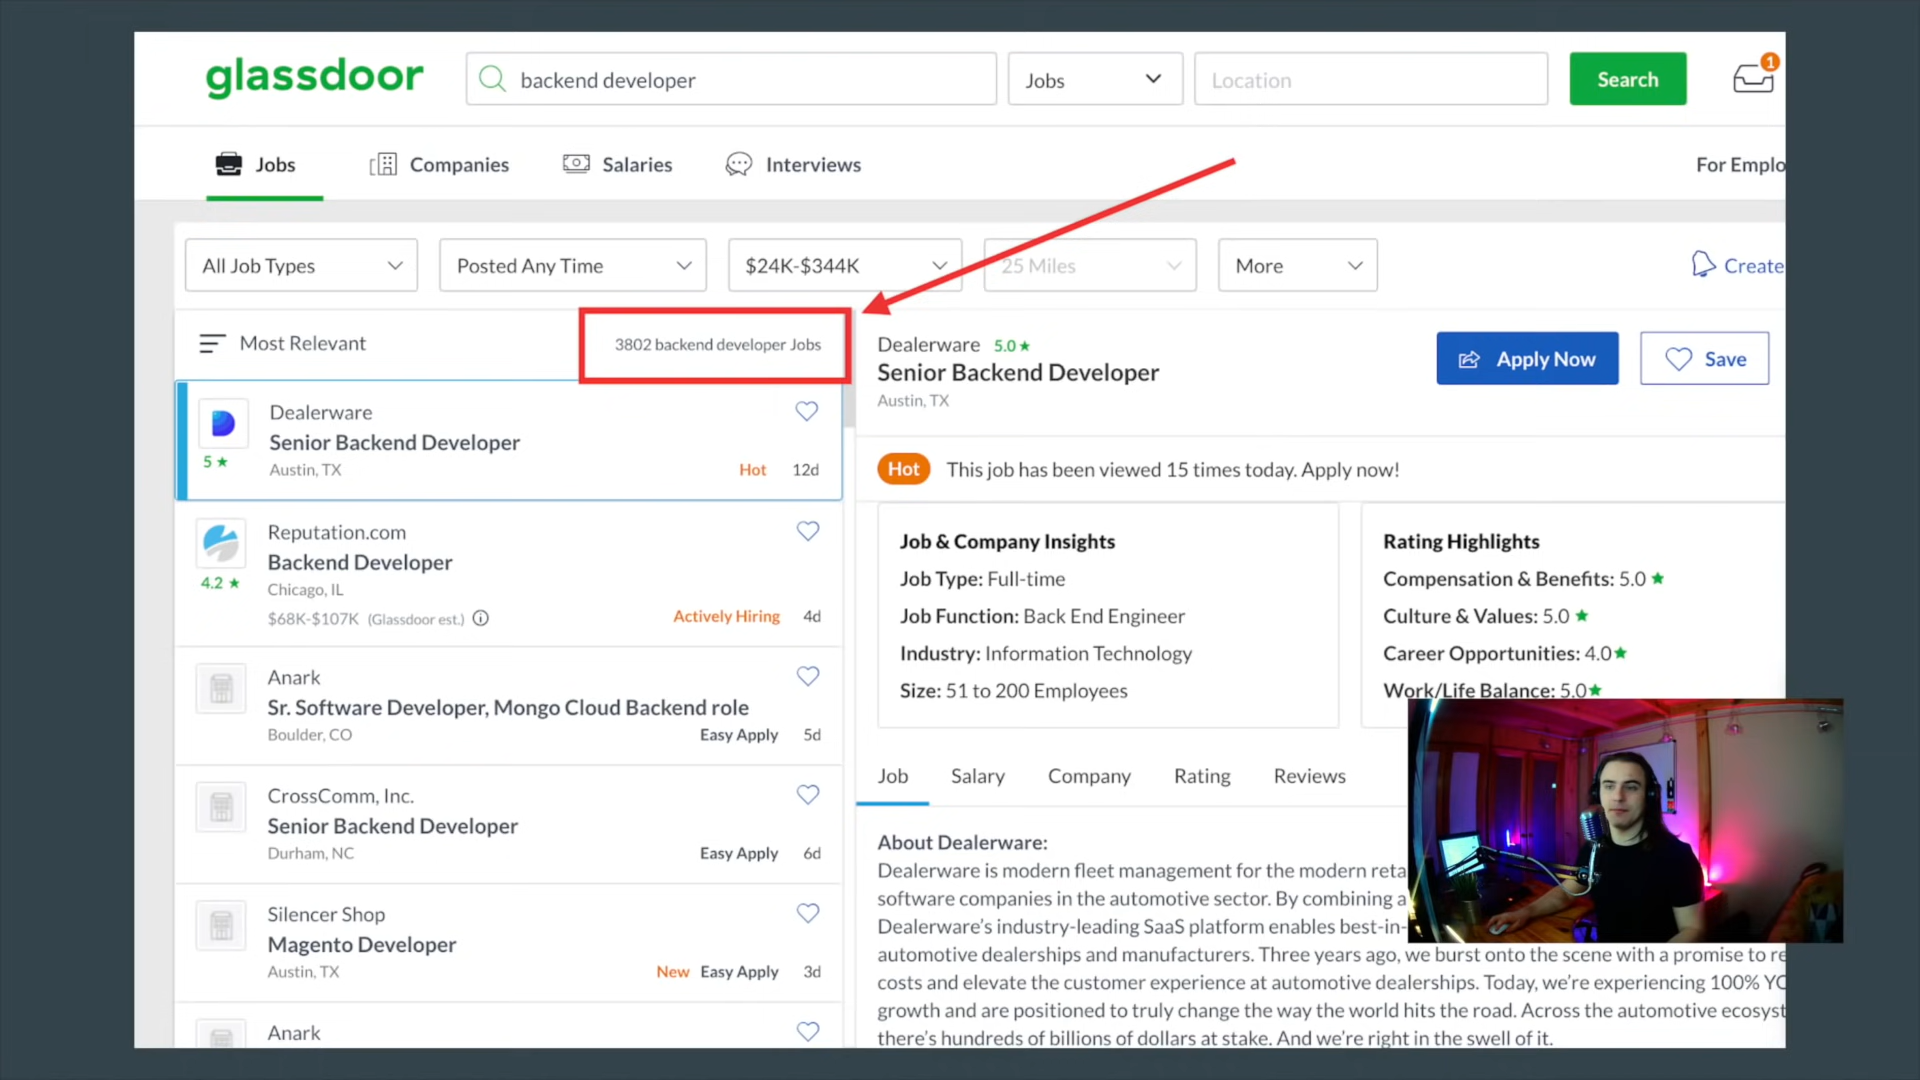 glassdoor
backend developer
Jobs
Location
Search
1
Jobs
Companies
Salaries
Interviews
For Emplo
All Job Types
Posted Any Time
$24K-$344K
25 Miles
More
Create
Most Relevant
3802 backend developer Jobs
Dealerware
Senior Backend Developer
5 ★
Austin, TX
Hot
12d
Reputation.com
Backend Developer
4.2 ★
Chicago, IL
$68K-$107K (Glassdoor est.)
Actively Hiring
4d
Anark
Sr. Software Developer, Mongo Cloud Backend role
Boulder, CO
Easy Apply
5d
CrossComm, Inc.
Senior Backend Developer
Durham, NC
Easy Apply
6d
Silencer Shop
Magento Developer
Austin, TX
New
Easy Apply
3d
Anark
Dealerware 5.0 ★
Senior Backend Developer
Austin, TX
Apply Now
Save
Hot
This job has been viewed 15 times today. Apply now!
Job & Company Insights
Job Type: Full-time
Job Function: Back End Engineer
Industry: Information Technology
Size: 51 to 200 Employees
Rating Highlights
Compensation & Benefits: 5.0 ★
Culture & Values: 5.0 ★
Career Opportunities: 4.0 ★
Work/Life Balance: 5.0 ★
Job
Salary
Company
Rating
Reviews
About Dealerware:
Dealerware is modern fleet management for the modern reta
software companies in the automotive sector. By combining a
Dealerware's industry-leading SaaS platform enables best-in-
automotive dealerships and manufacturers. Three years ago, we burst onto the scene with a promise to re
costs and elevate the customer experience at automotive dealerships. Today, we're experiencing 100% YO
growth and are positioned to truly change the way the world hits the road. Across the automotive ecosyst
there's hundreds of billions of dollars at stake. And we're right in the swell of it.